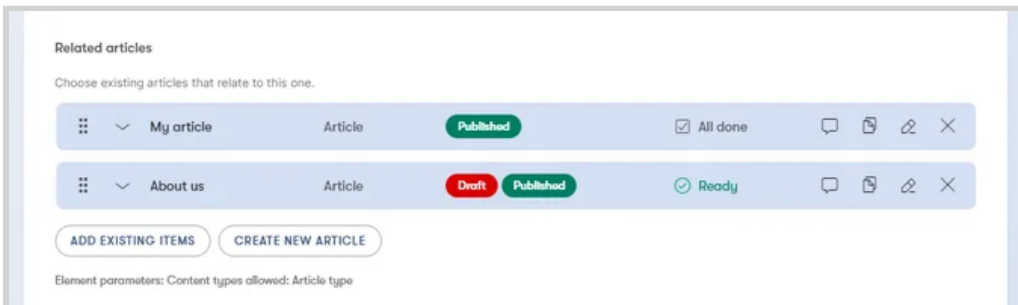 Related articles
Choose existing articles that relate to this one.
My article Article Published All done
About us Article Draft Published Ready
ADD EXISTING ITEMS CREATE NEW ARTICLE
Element parameters: Content types allowed: Article type